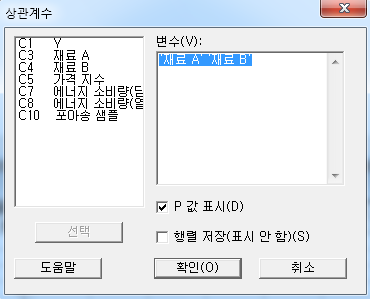 상관계수
C1 Y
C3 재료 A
C4 재료 B
C5 가격 지수
C7 에너지 소비량(닫
C8 에너지 소비량(열
C10 포아송 샘플
변수(V):
'재료 A' '재료 B'
P 값 표시(D)
행렬 저장(표시 안 함)(S)
선택
도움말
확인(O)
취소